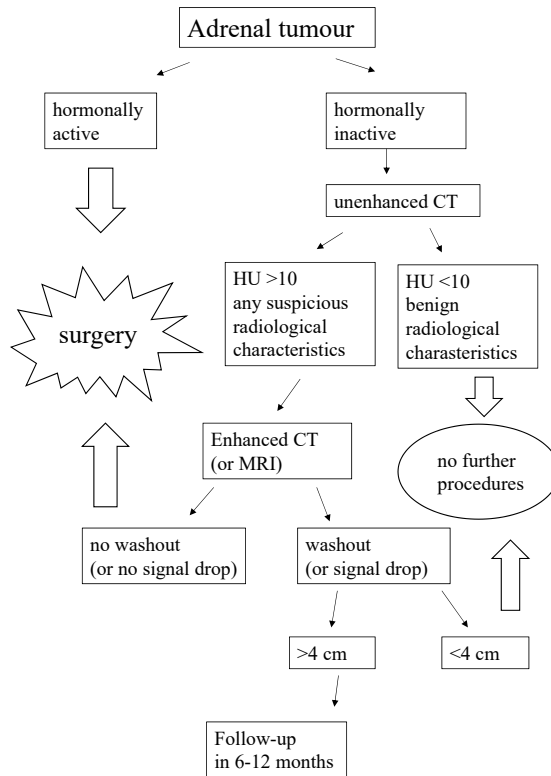 Adrenal tumour
hormonally
active
hormonally
inactive
unenhanced CT
HU >10
any suspicious
radiological
characteristics
HU <10
benign
radiological
charasteristics
surgery
Enhanced CT
(or MRI)
no further
procedures
no washout
(or no signal drop)
washout
(or signal drop)
>4 cm
<4 cm
Follow-up
in 6-12 months